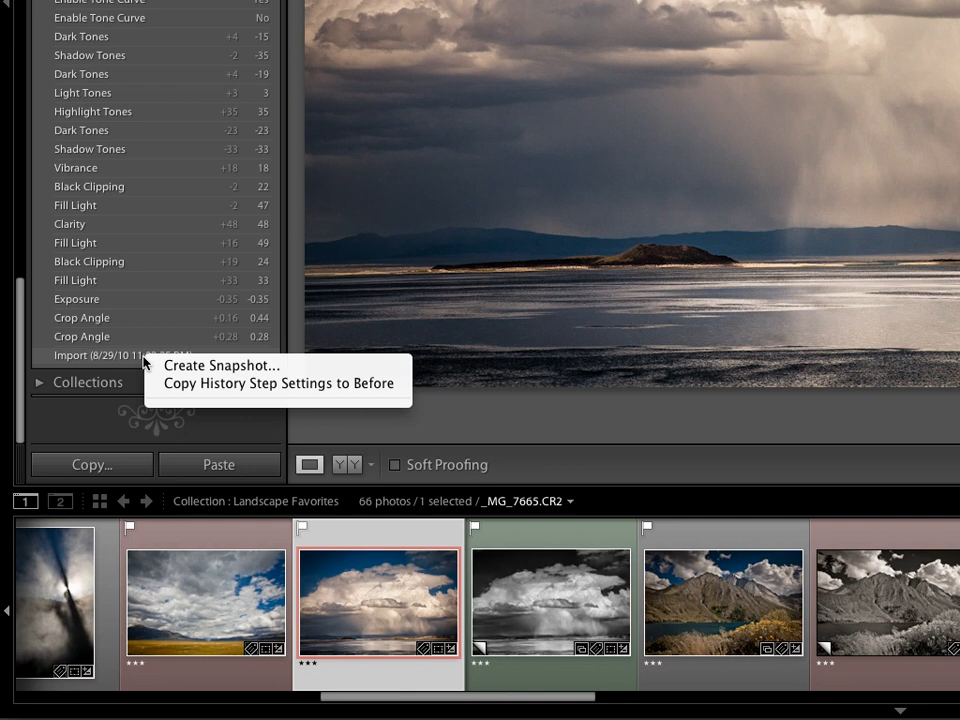 Enable Tone Curve Yes
Enable Tone Curve No
Dark Tones +4 -15
Shadow Tones -2 -35
Dark Tones +4 -19
Light Tones +3 3
Highlight Tones +35 35
Dark Tones -23 -23
Shadow Tones -33 -33
Vibrance +18 18
Black Clipping -2 22
Fill Light -2 47
Clarity +48 48
Fill Light +16 49
Black Clipping +19 24
Fill Light +33 33
Exposure -0.35 -0.35
Crop Angle +0.16 0.44
Crop Angle +0.28 0.28
Import (8/29/10
Create Snapshot...
Copy History Step Settings to Before
Collections
Copy... Paste
YY Soft Proofing
1 2 Collection : Landscape Favorites 66 photos / 1 selected / _MG_7665.CR2
★★★ ★★★ ★★★ ★★★ ★★★